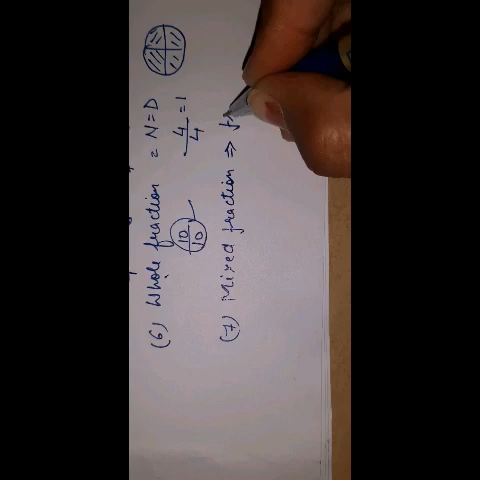 (6) Whole fraction = N=D
10/10 4/4 = 1
(7) Mixed fraction ⇒